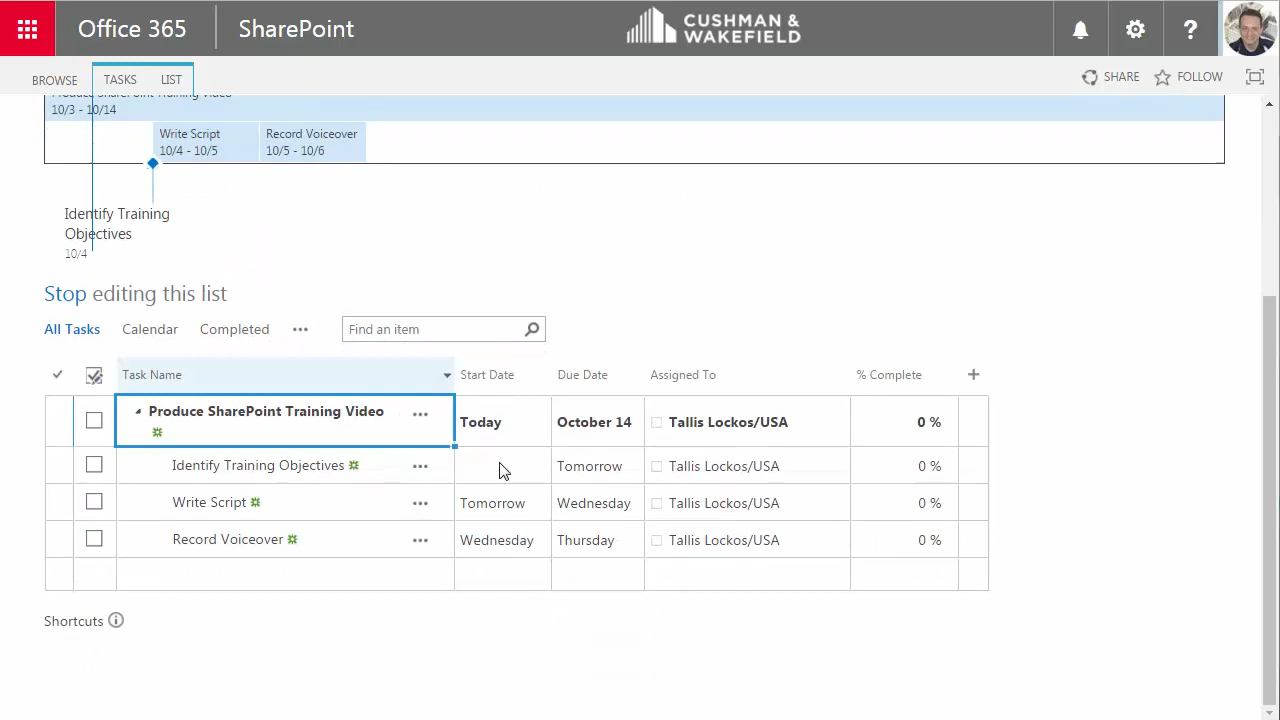 Office 365
SharePoint
CUSHMAN &
WAKEFIELD
?
BROWSE
TASKS
LIST
SHARE
FOLLOW
Produce SharePoint Training Video
10/3 - 10/14
Write Script
10/4 - 10/5
Record Voiceover
10/5 - 10/6
Identify Training
Objectives
10/4
Stop editing this list
All Tasks
Calendar
Completed
...
Find an item
Task Name
Start Date
Due Date
Assigned To
% Complete
+
Produce SharePoint Training Video
...
Today
October 14
Tallis Lockos/USA
0 %
Identify Training Objectives
...
Tomorrow
Tallis Lockos/USA
0 %
Write Script
...
Tomorrow
Wednesday
Tallis Lockos/USA
0 %
Record Voiceover
...
Wednesday
Thursday
Tallis Lockos/USA
0 %
Shortcuts